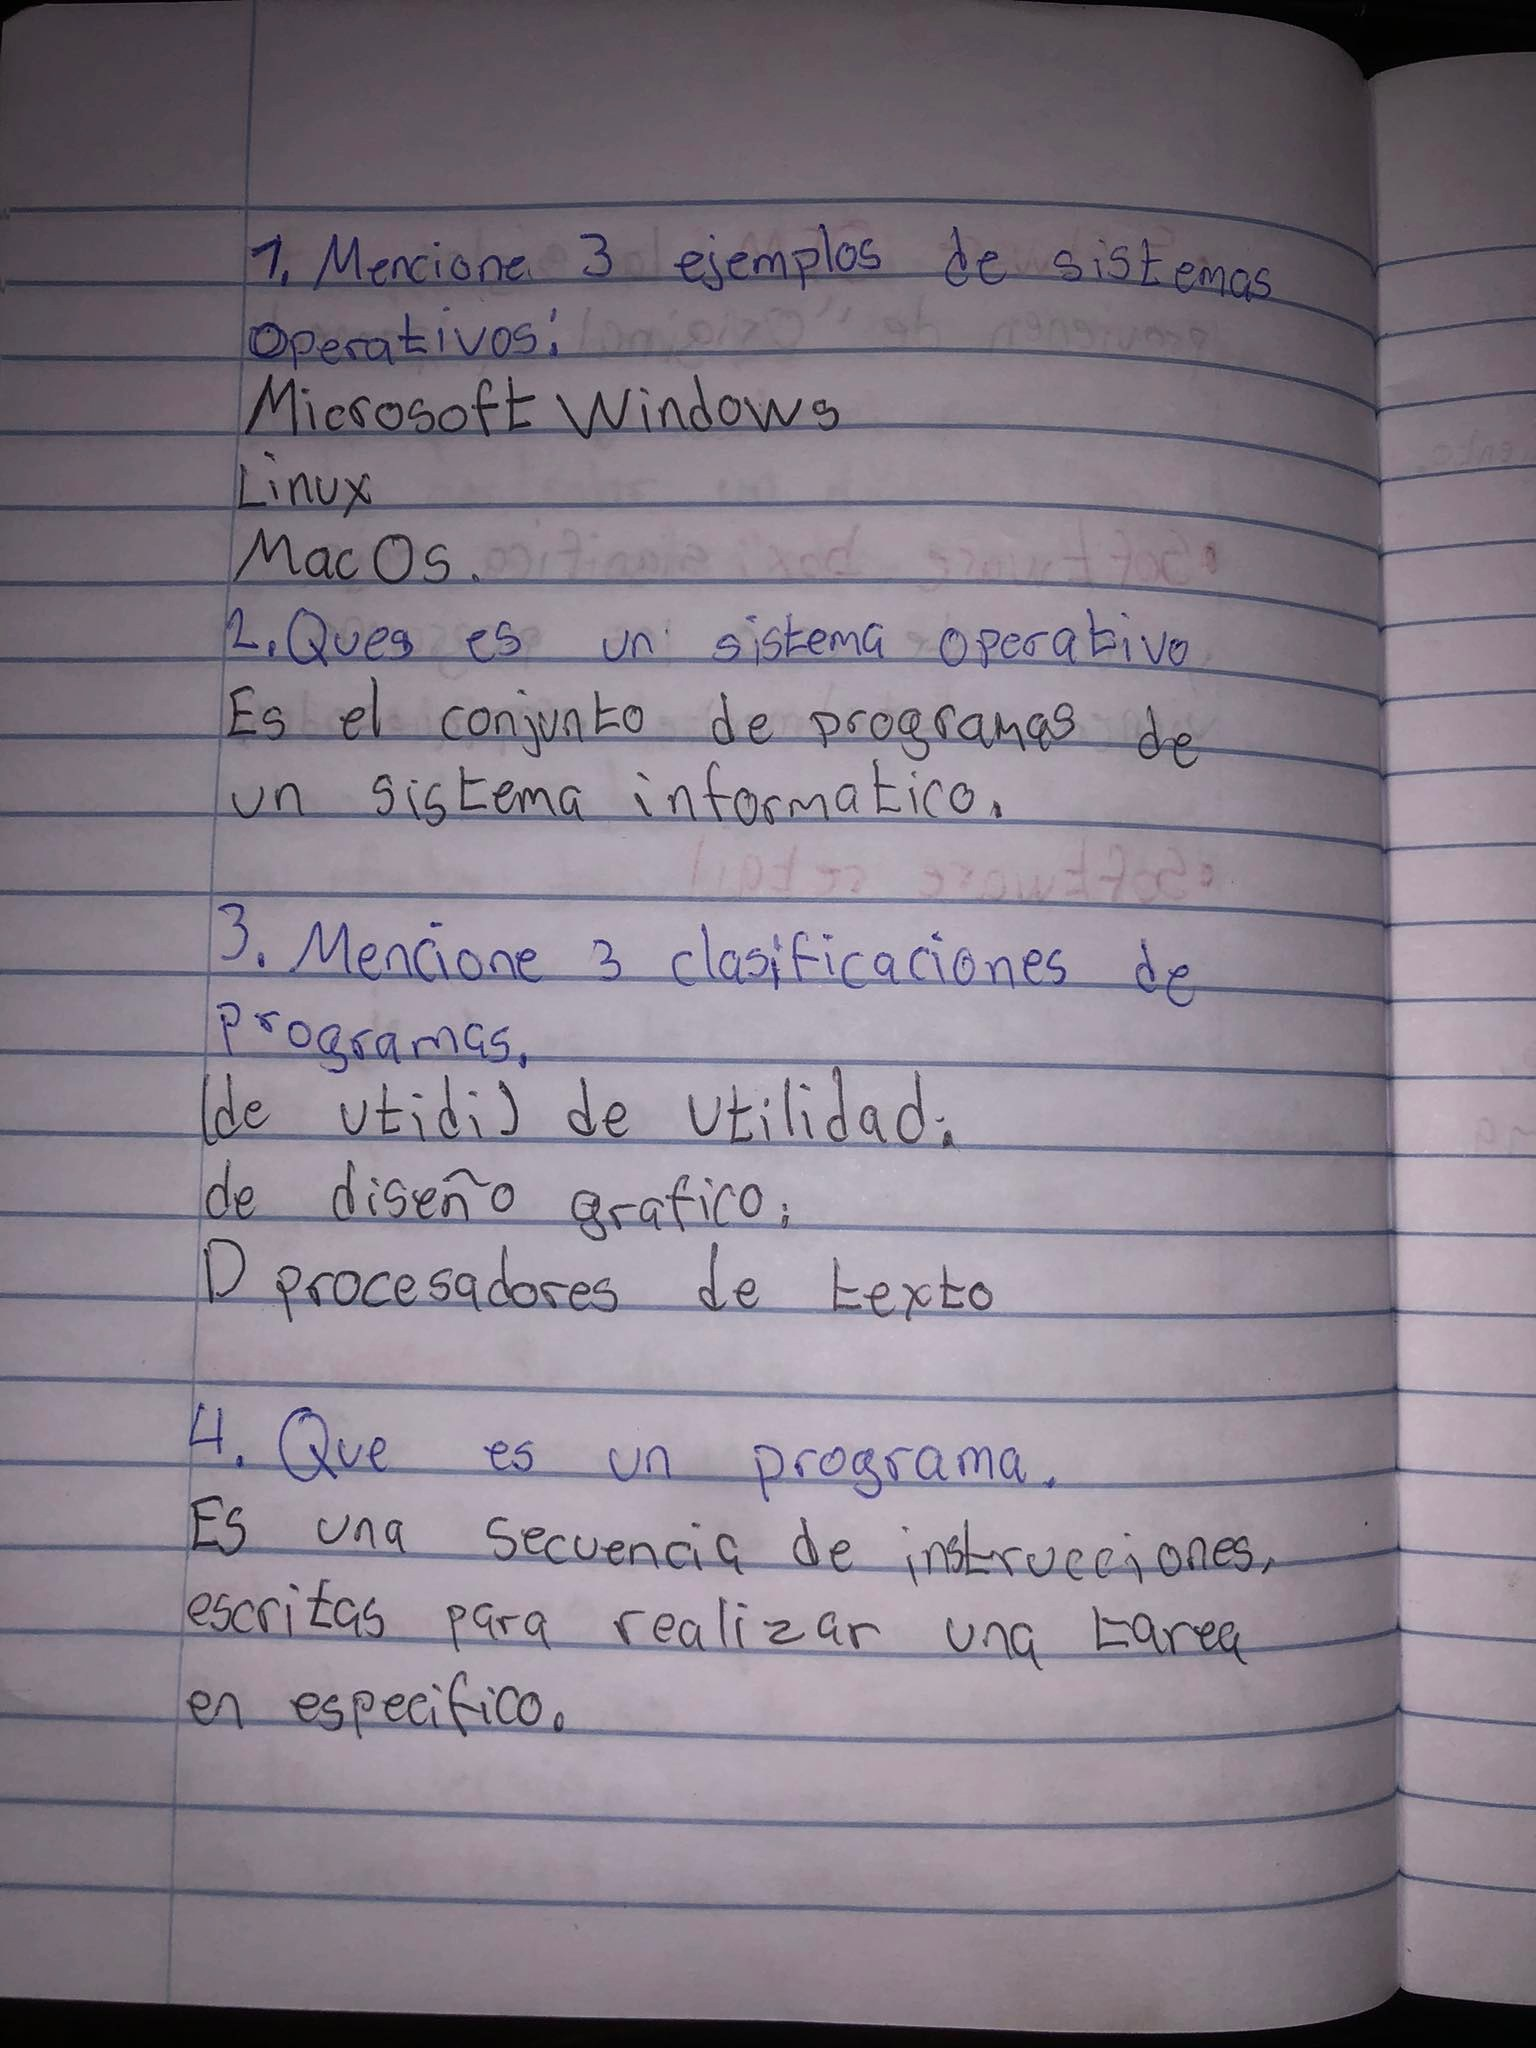 1. Mencione 3 ejemplos de sistemas
operativos:
Microsoft Windows
Linux
Mac Os.
2. Ques es un sistema operativo
Es el conjunto de programas de
un sistema informatico.
3. Mencione 3 clasificaciones de
programas.
(de utidi) de utilidad.
de diseño grafico.
D procesadores de texto
4. Que es un programa.
Es una secuencia de instrucciones,
escritas para realizar una tarea
en especifico.